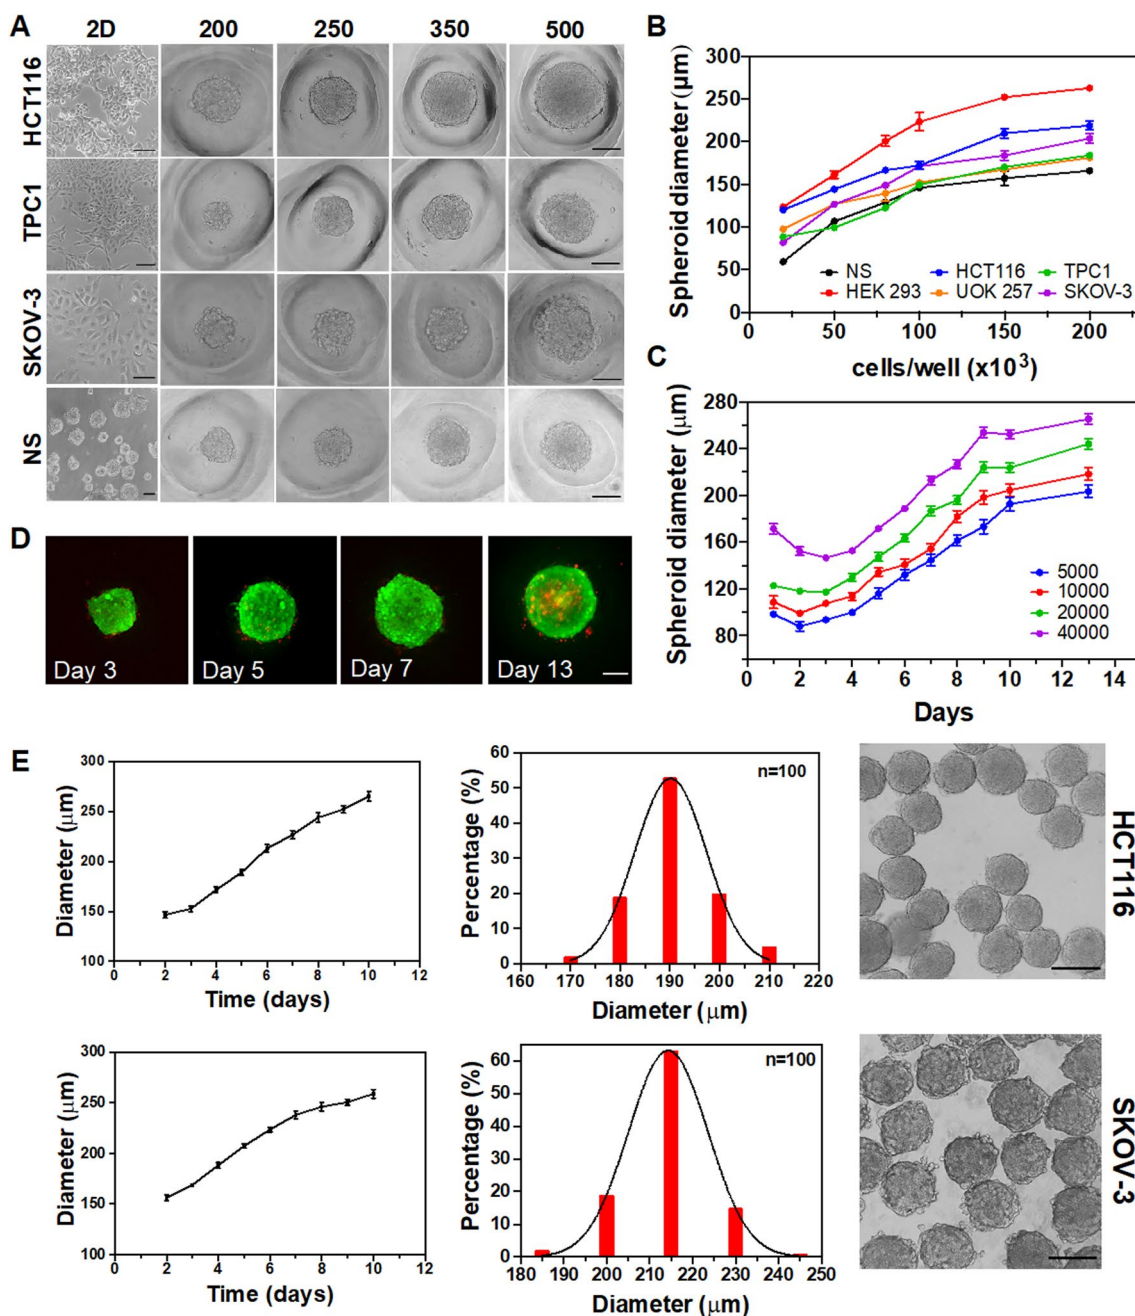 A
2D 200 250 350 500
HCT116
TPC1
SKOV-3
NS
B
Spheroid diameter (μm)
300
250
200
150
100
50
0
NS HCT116 TPC1
HEK 293 UOK 257 SKOV-3
0 50 100 150 200
cells/well (x10³)
C
Spheroid diameter (μm)
280
240
200
160
120
80
5000
10000
20000
40000
0 2 4 6 8 10 12 14
Days
D
Day 3 Day 5 Day 7 Day 13
E
Diameter (μm)
300
250
200
150
100
0 2 4 6 8 10 12
Time (days)
Percentage (%)
60
50
40
30
20
10
0
n=100
160 170 180 190 200 210 220
Diameter (μm)
HCT116
Diameter (μm)
300
250
200
150
100
0 2 4 6 8 10 12
Time (days)
Percentage (%)
60
50
40
30
20
10
0
n=100
180 190 200 210 220 230 240 250
Diameter (μm)
SKOV-3